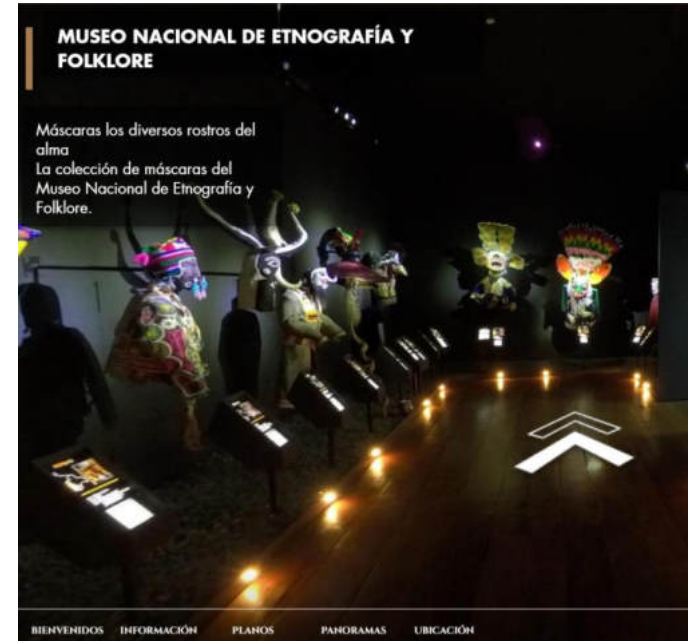 MUSEO NACIONAL DE ETNOGRAFÍA Y
FOLKLORE
Máscaras los diversos rostros del
alma
La colección de máscaras del
Museo Nacional de Etnografía y
Folklore.
BIENVENIDOS INFORMACIÓN PLANOS PANORAMAS UBICACIÓN